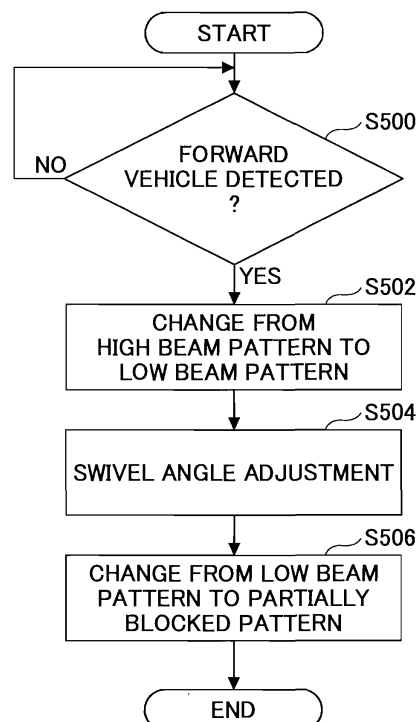 START
S500
FORWARD
VEHICLE DETECTED
?
NO
YES
S502
CHANGE FROM
HIGH BEAM PATTERN TO
LOW BEAM PATTERN
S504
SWIVEL ANGLE ADJUSTMENT
S506
CHANGE FROM LOW BEAM
PATTERN TO PARTIALLY
BLOCKED PATTERN
END